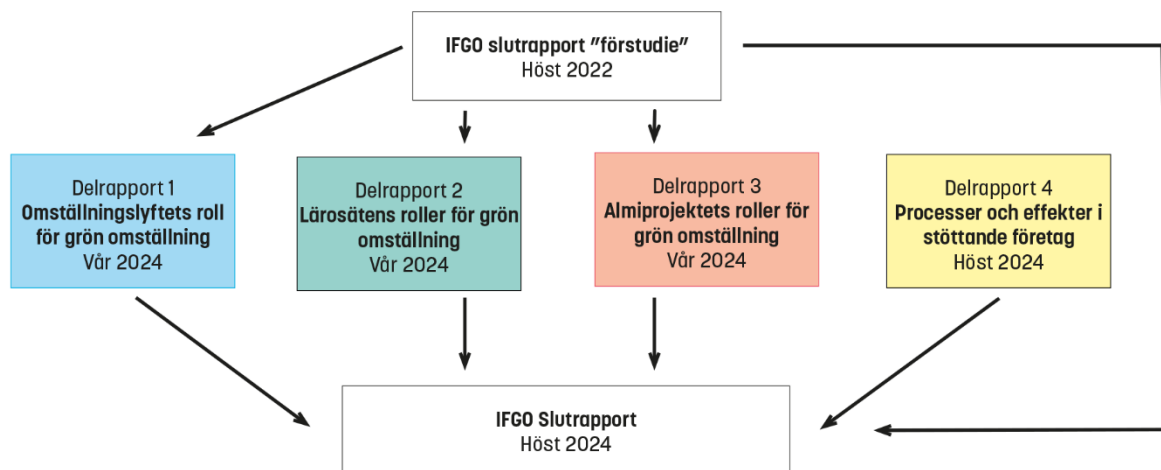 IFGO slutrapport ”förstudie”
Höst 2022
Delrapport 1
Omställningslyftets roll
för grön omställning
Vår 2024
Delrapport 2
Lärosätens roller för grön
omställning
Vår 2024
Delrapport 3
Almiprojektets roller för
grön omställning
Vår 2024
Delrapport 4
Processer och effekter i
stöttande företag
Höst 2024
IFGO Slutrapport
Höst 2024